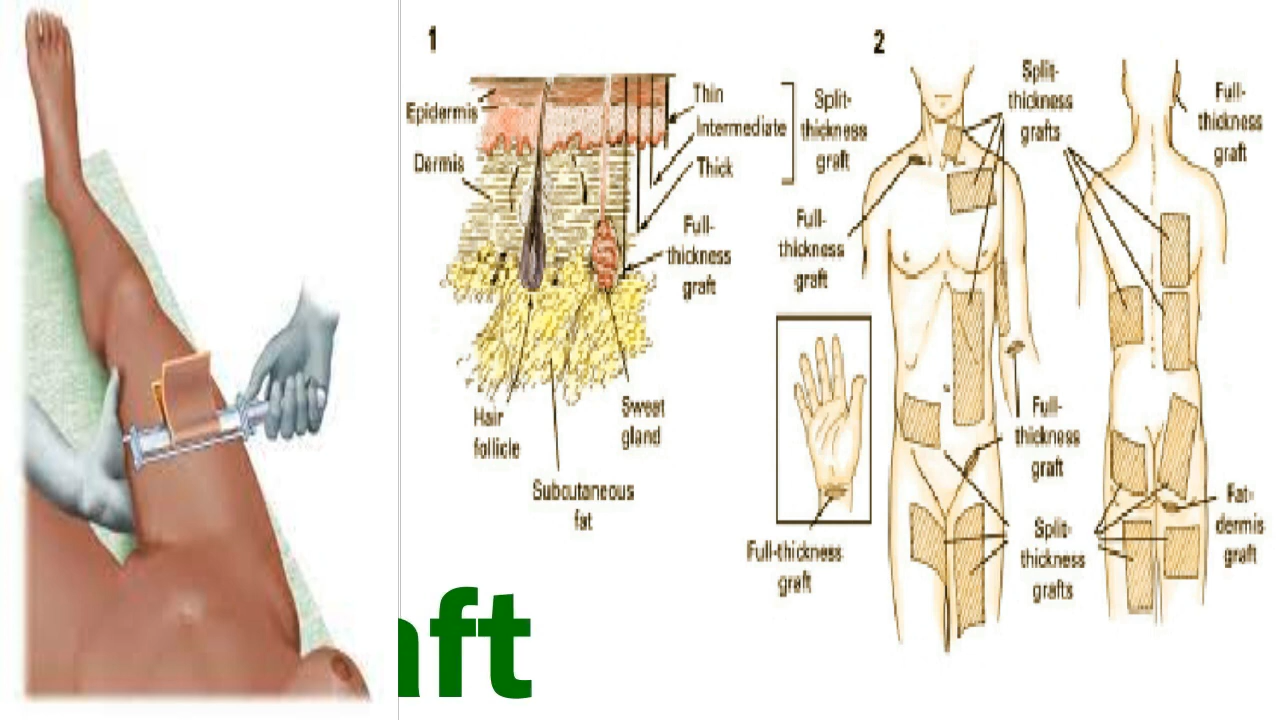 1
Epidermis
Dermis
Thin
Intermediate
Thick
Split-
thickness
graft
Full-
thickness
graft
Hair
follicle
Sweat
gland
Subcutaneous
fat
2
Split-
thickness
grafts
Full-
thickness
graft
Full-
thickness
graft
Full-
thickness
graft
Full-thickness
graft
Split-
thickness
grafts
Fat-
dermis
graft
aft